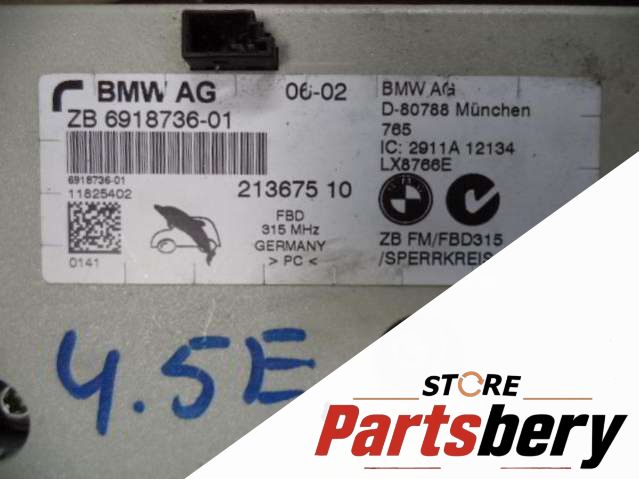 BMW AG
06-02
ZB 6918736-01
BMW AG
D-80788 München
765
IC: 2911A 12134
LX8766E
6918736-01
11825402
213675 10
FBD
315 MHz
GERMANY
> PC <
0141
ZB FM/FBD315
/SPERRKREIS
4.5E
STORE
Partsbery